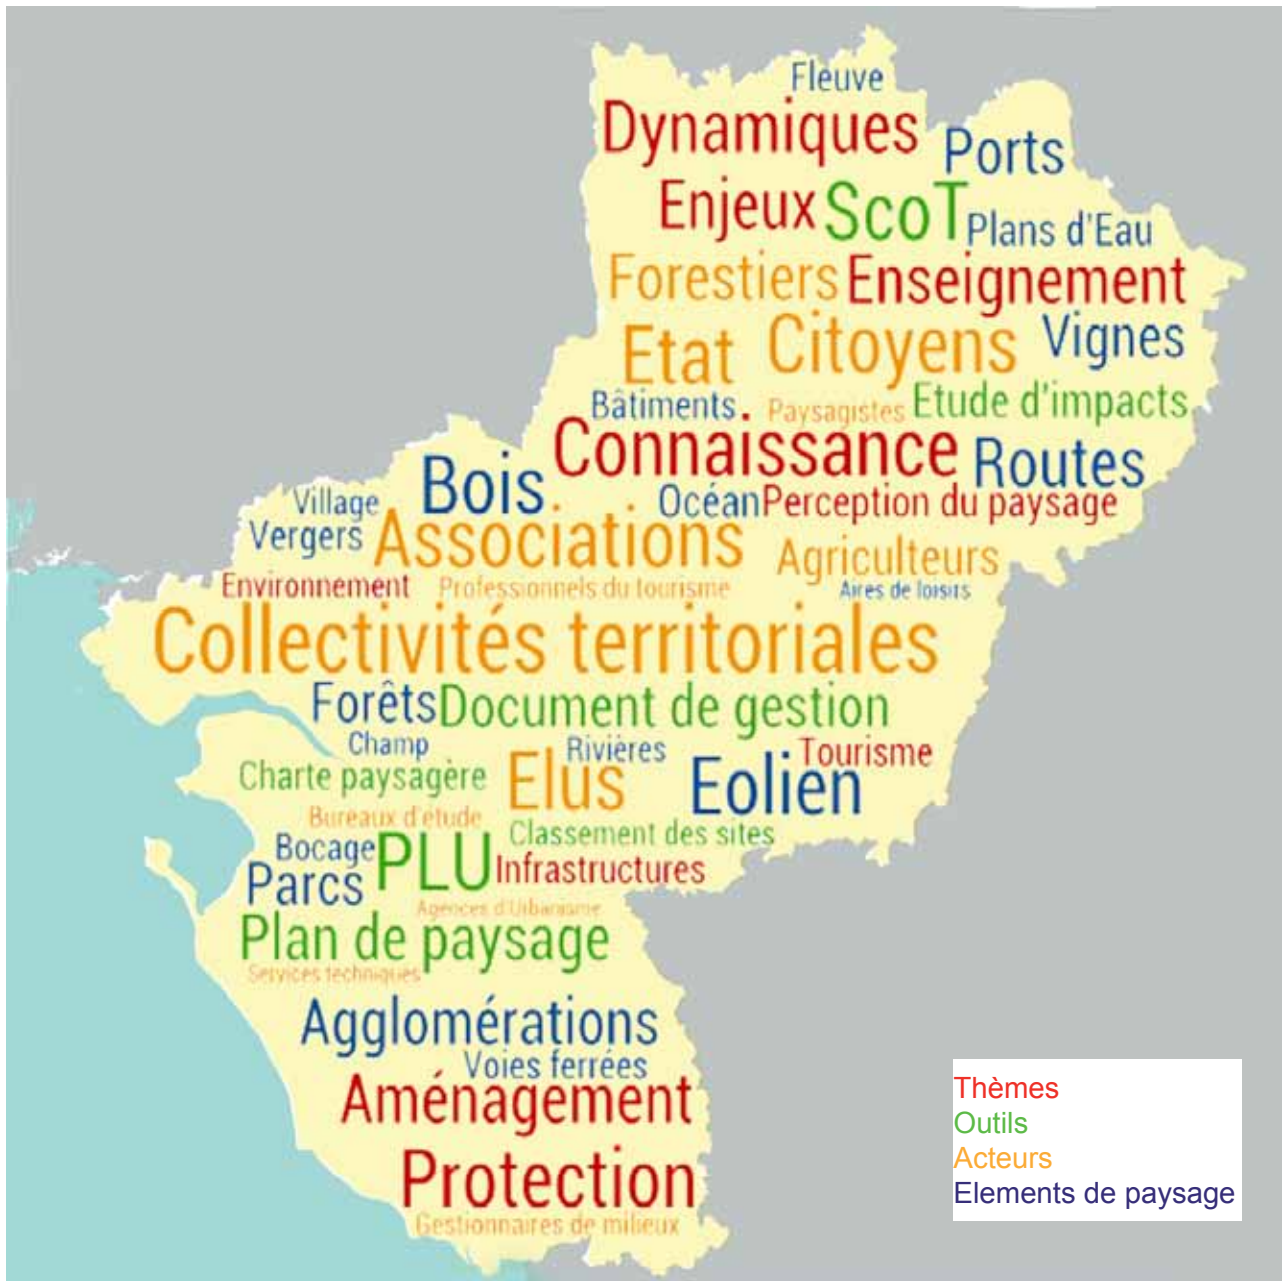 Fleuve
Dynamiques
Ports
Enjeux ScoT Plans d'Eau
Forestiers Enseignement
Etat Citoyens Vignes
Bâtiments Paysagistes Etude d'impacts
Connaissance Routes
Village Bois Océan Perception du paysage
Vergers Associations Agriculteurs
Environnement Professionnels du tourisme Aires de loisirs
Collectivités territoriales
Forêts Document de gestion
Champ Rivières Tourisme
Charte paysagère Elus Eolien
Bureaux d'étude Classement des sites
Bocage PLU Infrastructures
Parcs
Agences d'Urbanisme
Plan de paysage
Services techniques
Agglomérations
Voies ferrées
Aménagement
Protection
Gestionnaires de milieux
Thèmes
Outils
Acteurs
Elements de paysage